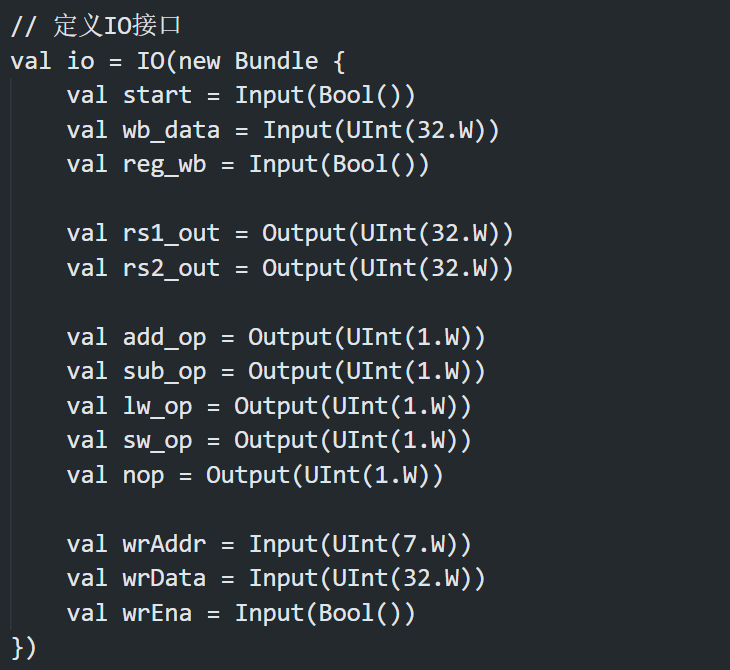 // 定义IO接口
val io = IO(new Bundle {
    val start = Input(Bool())
    val wb_data = Input(UInt(32.W))
    val reg_wb = Input(Bool())

    val rs1_out = Output(UInt(32.W))
    val rs2_out = Output(UInt(32.W))

    val add_op = Output(UInt(1.W))
    val sub_op = Output(UInt(1.W))
    val lw_op = Output(UInt(1.W))
    val sw_op = Output(UInt(1.W))
    val nop = Output(UInt(1.W))

    val wrAddr = Input(UInt(7.W))
    val wrData = Input(UInt(32.W))
    val wrEna = Input(Bool())
})